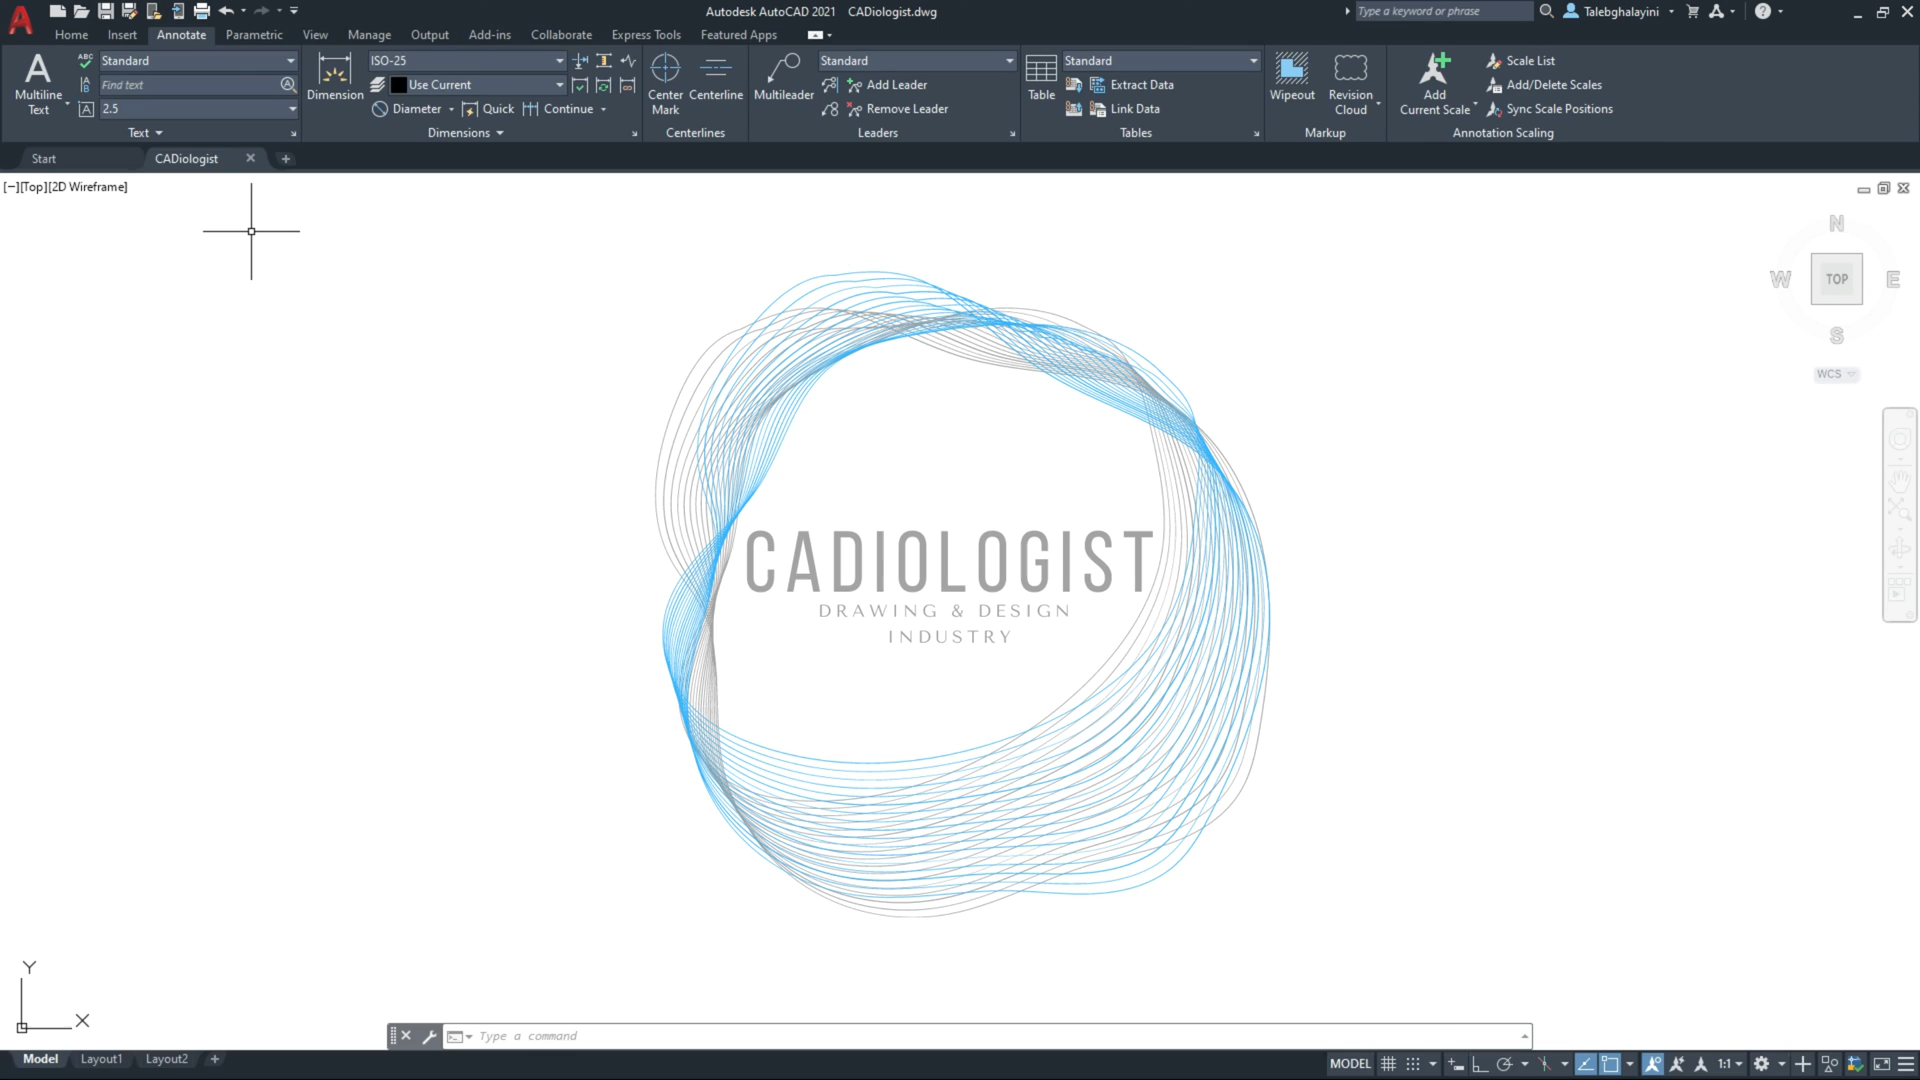 Autodesk AutoCAD 2021 CADiologist.dwg
Type a keyword or phrase
Talebghalayini
Home Insert Annotate Parametric View Manage Output Add-ins Collaborate Express Tools Featured Apps
Standard ISO-25 Standard Standard Scale List
Find text Use Current Add Leader Extract Data Add/Delete Scales
Multiline Text Dimension Center Mark Centerline Multileader Table Wipeout Revision Cloud Add Current Scale
2.5 Diameter Quick Continue Remove Leader Link Data Sync Scale Positions
Text Dimensions Centerlines Leaders Tables Markup Annotation Scaling
Start CADiologist
[−][Top][2D Wireframe]
N
W TOP E
S
WCS
CADIOLOGIST
DRAWING & DESIGN
INDUSTRY
Y
X
Type a command
Model Layout1 Layout2 MODEL 1:1